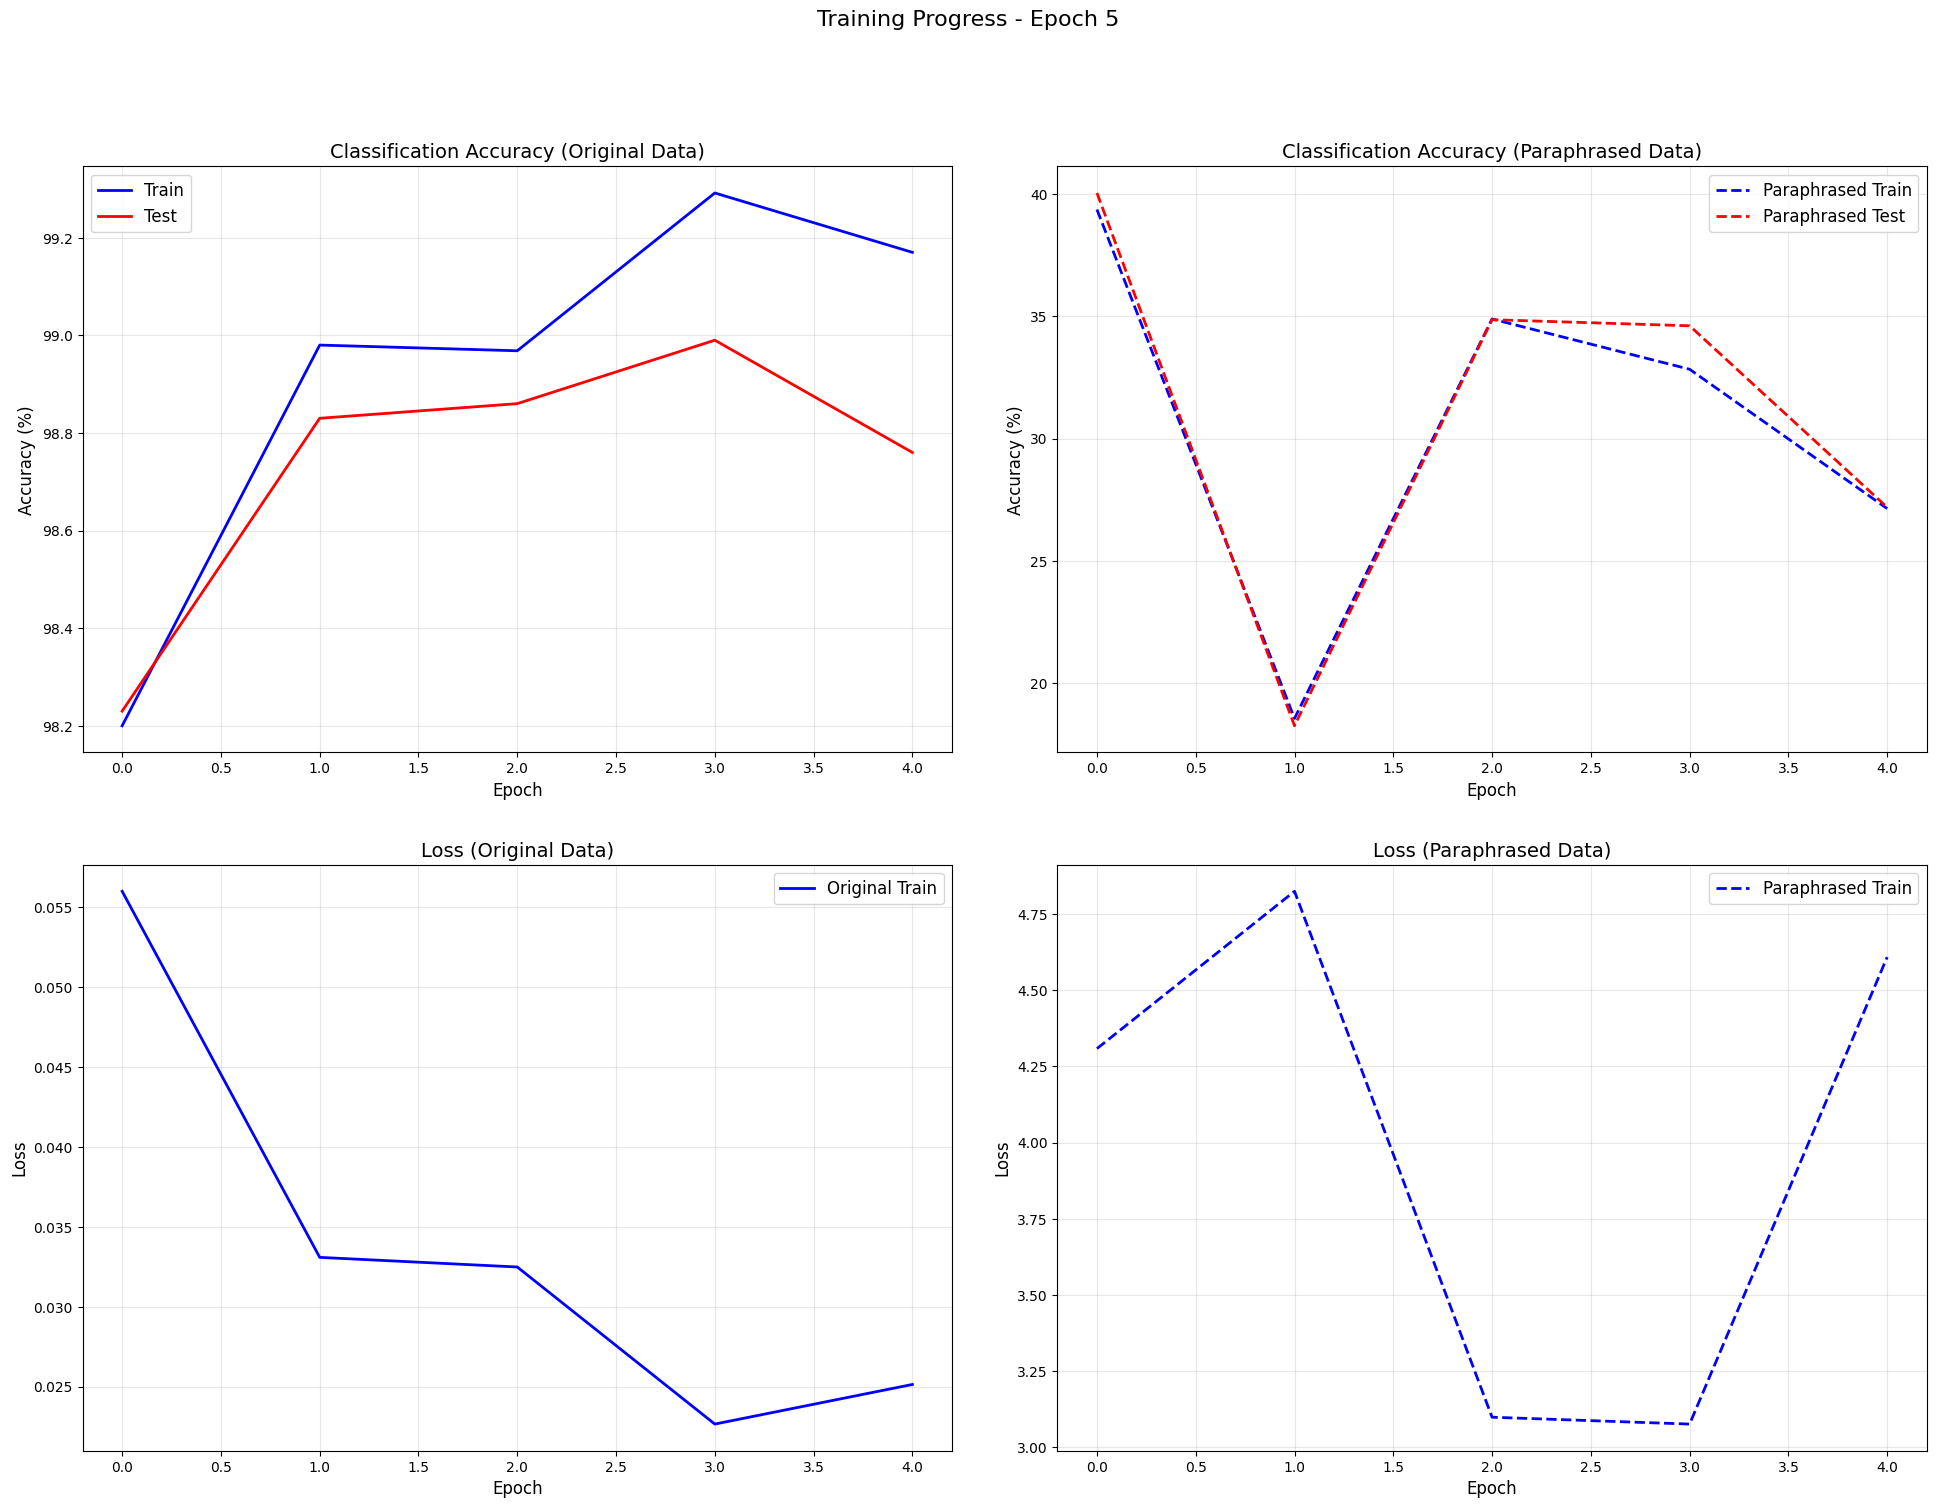 Training Progress - Epoch 5
Classification Accuracy (Original Data)
Train
Test
99.2
99.0
98.8
98.6
98.4
98.2
Accuracy (%)
0.0 0.5 1.0 1.5 2.0 2.5 3.0 3.5 4.0
Epoch
Classification Accuracy (Paraphrased Data)
Paraphrased Train
Paraphrased Test
40
35
30
25
20
Accuracy (%)
0.0 0.5 1.0 1.5 2.0 2.5 3.0 3.5 4.0
Epoch
Loss (Original Data)
Original Train
0.055
0.050
0.045
0.040
0.035
0.030
0.025
Loss
0.0 0.5 1.0 1.5 2.0 2.5 3.0 3.5 4.0
Epoch
Loss (Paraphrased Data)
Paraphrased Train
4.75
4.50
4.25
4.00
3.75
3.50
3.25
3.00
Loss
0.0 0.5 1.0 1.5 2.0 2.5 3.0 3.5 4.0
Epoch